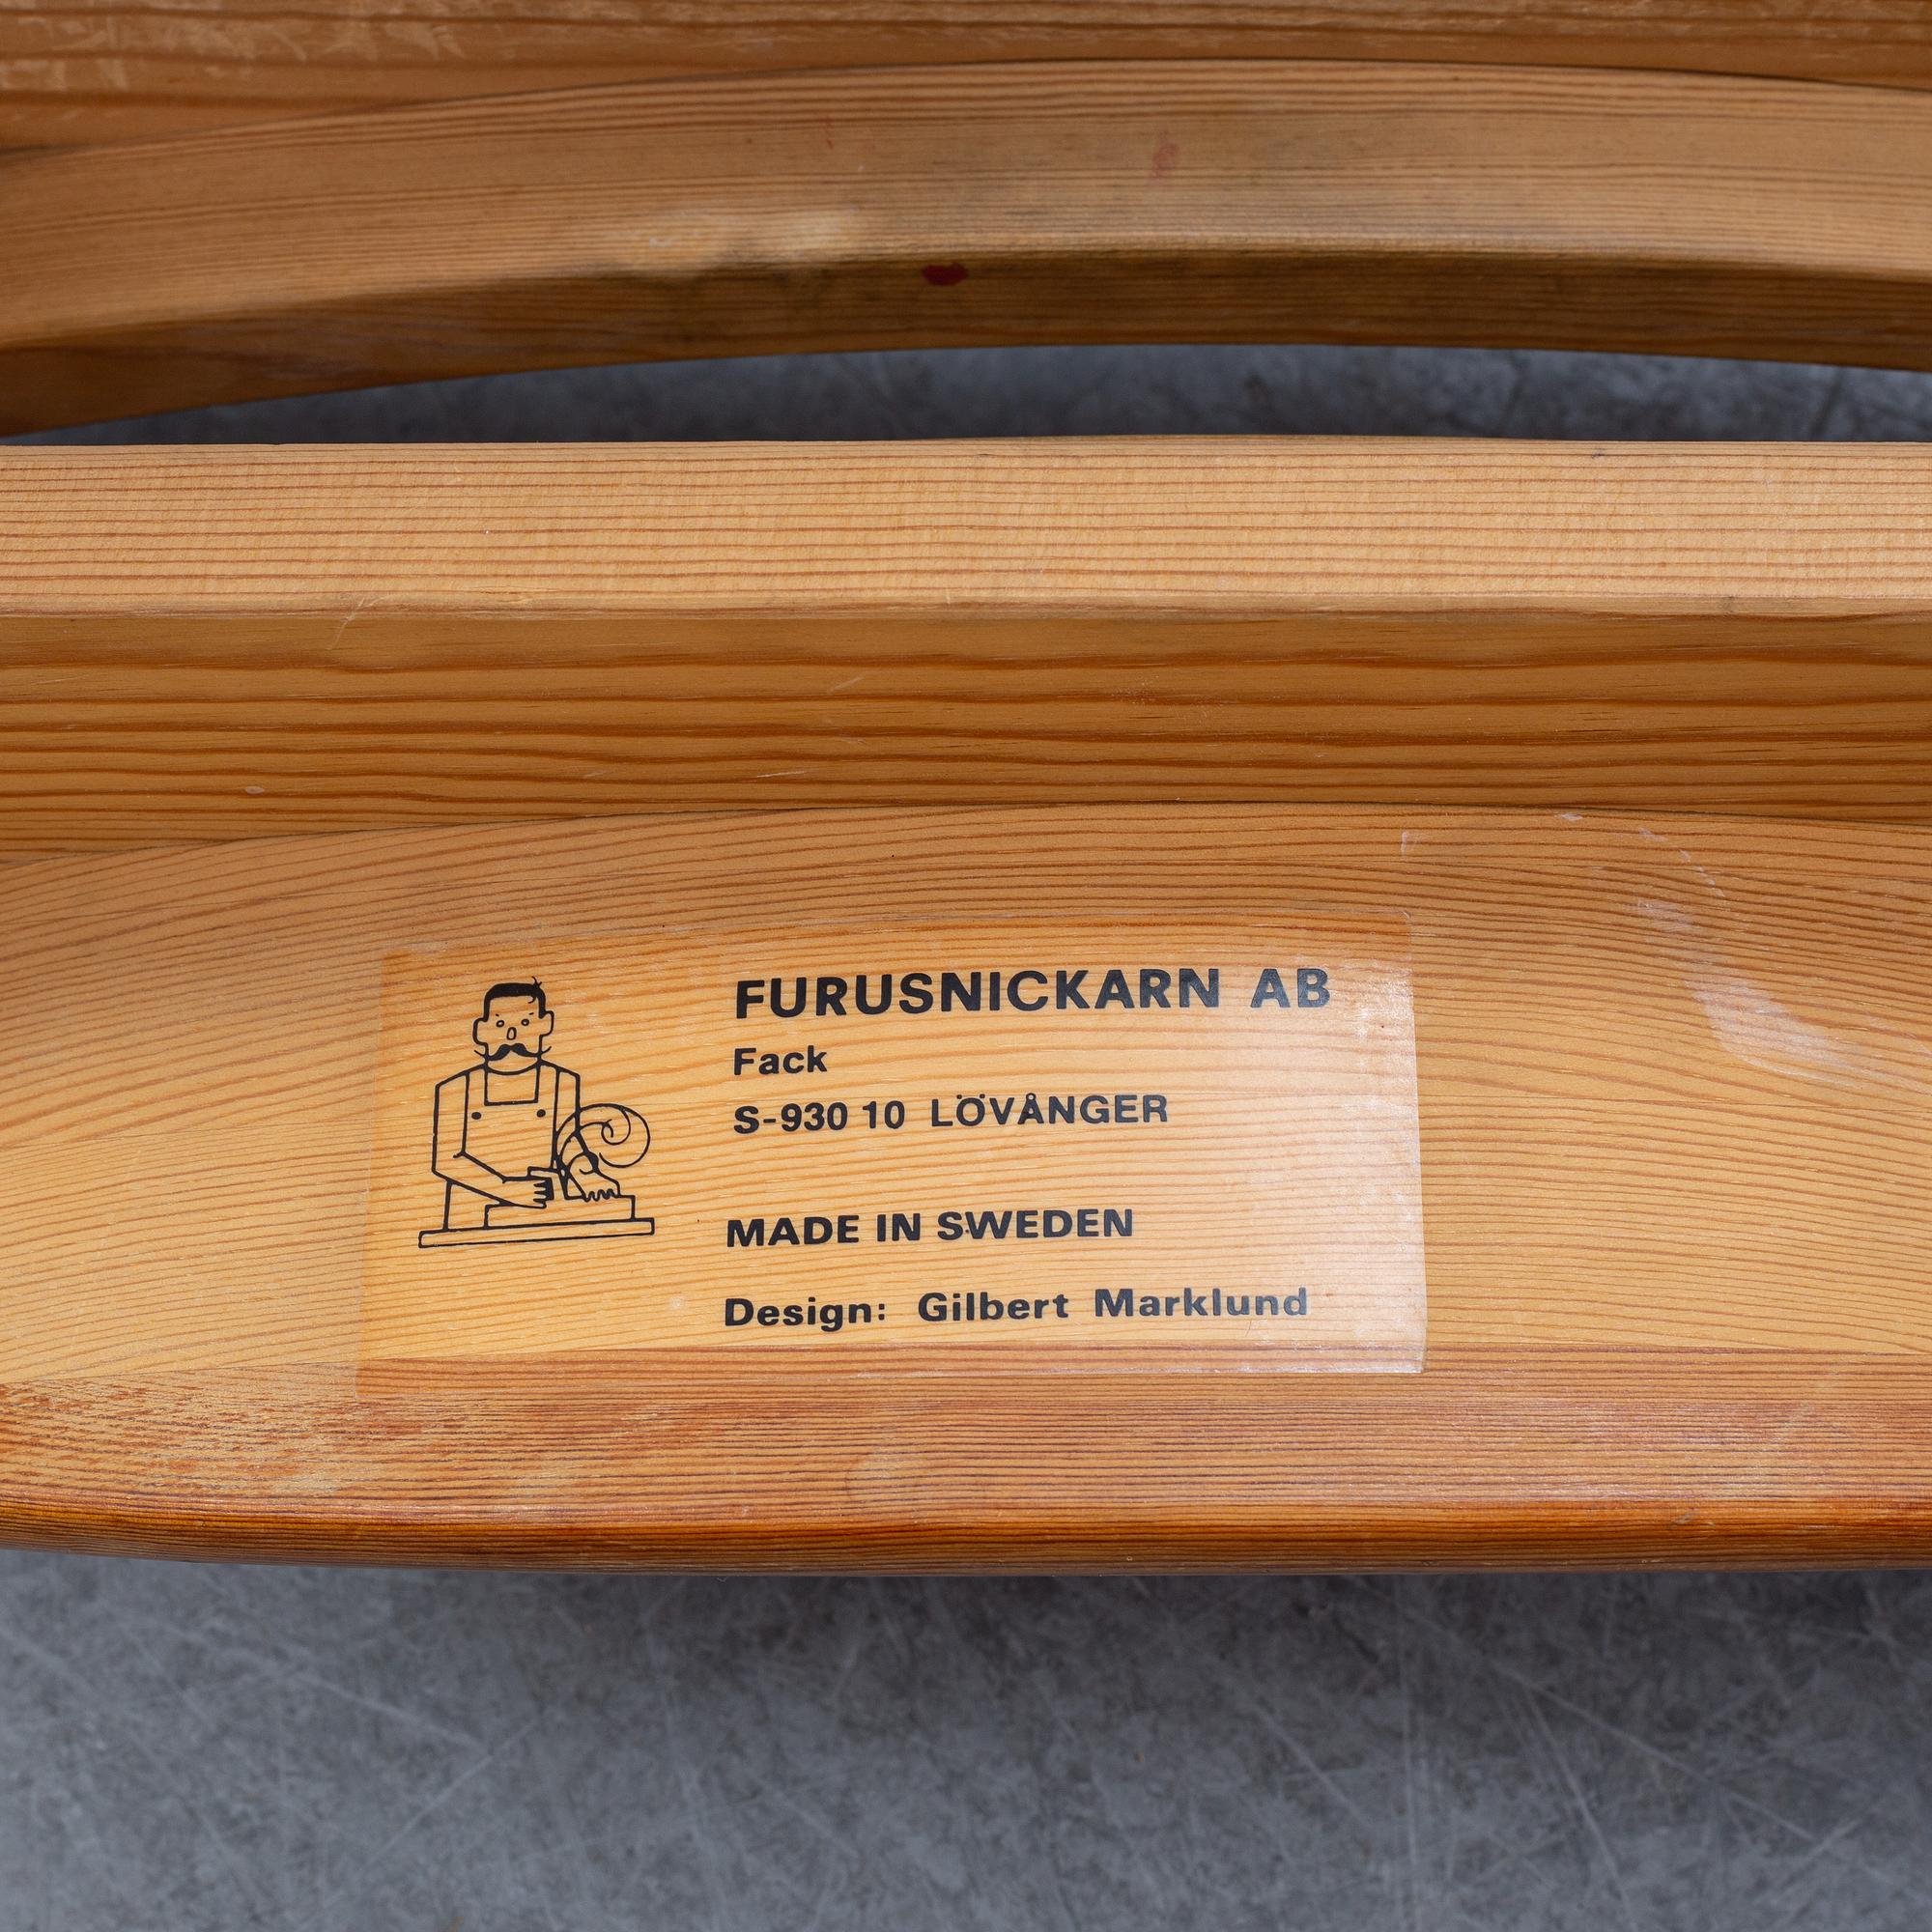 FURUSNICKARN AB
Fack
S-930 10 LÖVÅNGER
MADE IN SWEDEN
Design: Gilbert Marklund